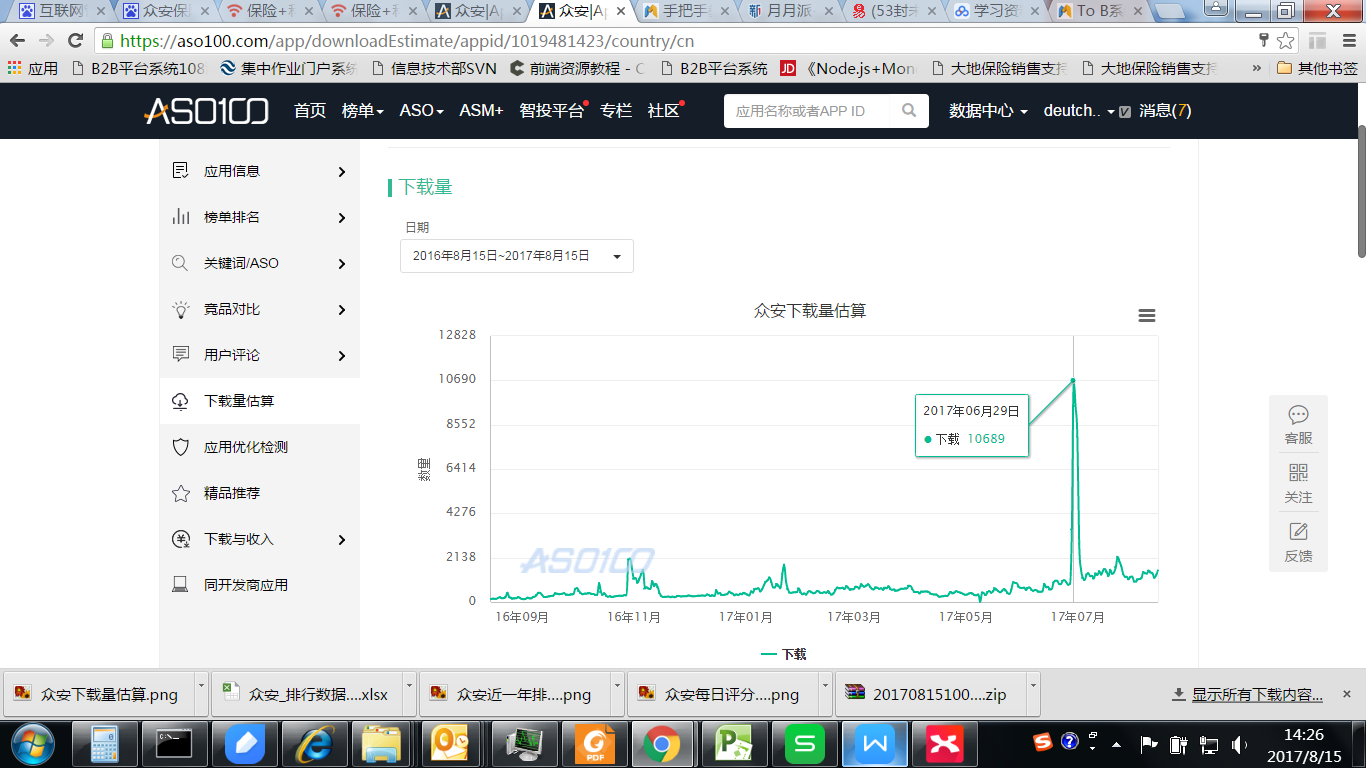 互联网
众安保
保险+
保险+
众安|A
众安|A
手把手
月月派
(53封未
学习资
To B系
https://aso100.com/app/downloadEstimate/appid/1019481423/country/cn
应用
B2B平台系统108
集中作业门户系统
信息技术部SVN
前端资源教程 - C
B2B平台系统
JD
《Node.js+Mon
大地保险销售支持
大地保险销售支持
»
其他书签
ASO100
首页
榜单
ASO
ASM+
智投平台
专栏
社区
应用名称或者APP ID
数据中心
deutch..
消息(7)
应用信息
榜单排名
关键词/ASO
竞品对比
用户评论
下载量估算
应用优化检测
精品推荐
下载与收入
同开发商应用
下载量
日期
2016年8月15日~2017年8月15日
众安下载量估算
12828
10690
8552
6414
4276
2138
0
数量
2017年06月29日
下载 10689
ASO100
16年09月
16年11月
17年01月
17年03月
17年05月
17年07月
下载
客服
关注
反馈
众安下载量估算.png
众安_排行数据....xlsx
众安近一年排....png
众安每日评分....png
20170815100....zip
显示所有下载内容...
14:26
2017/8/15